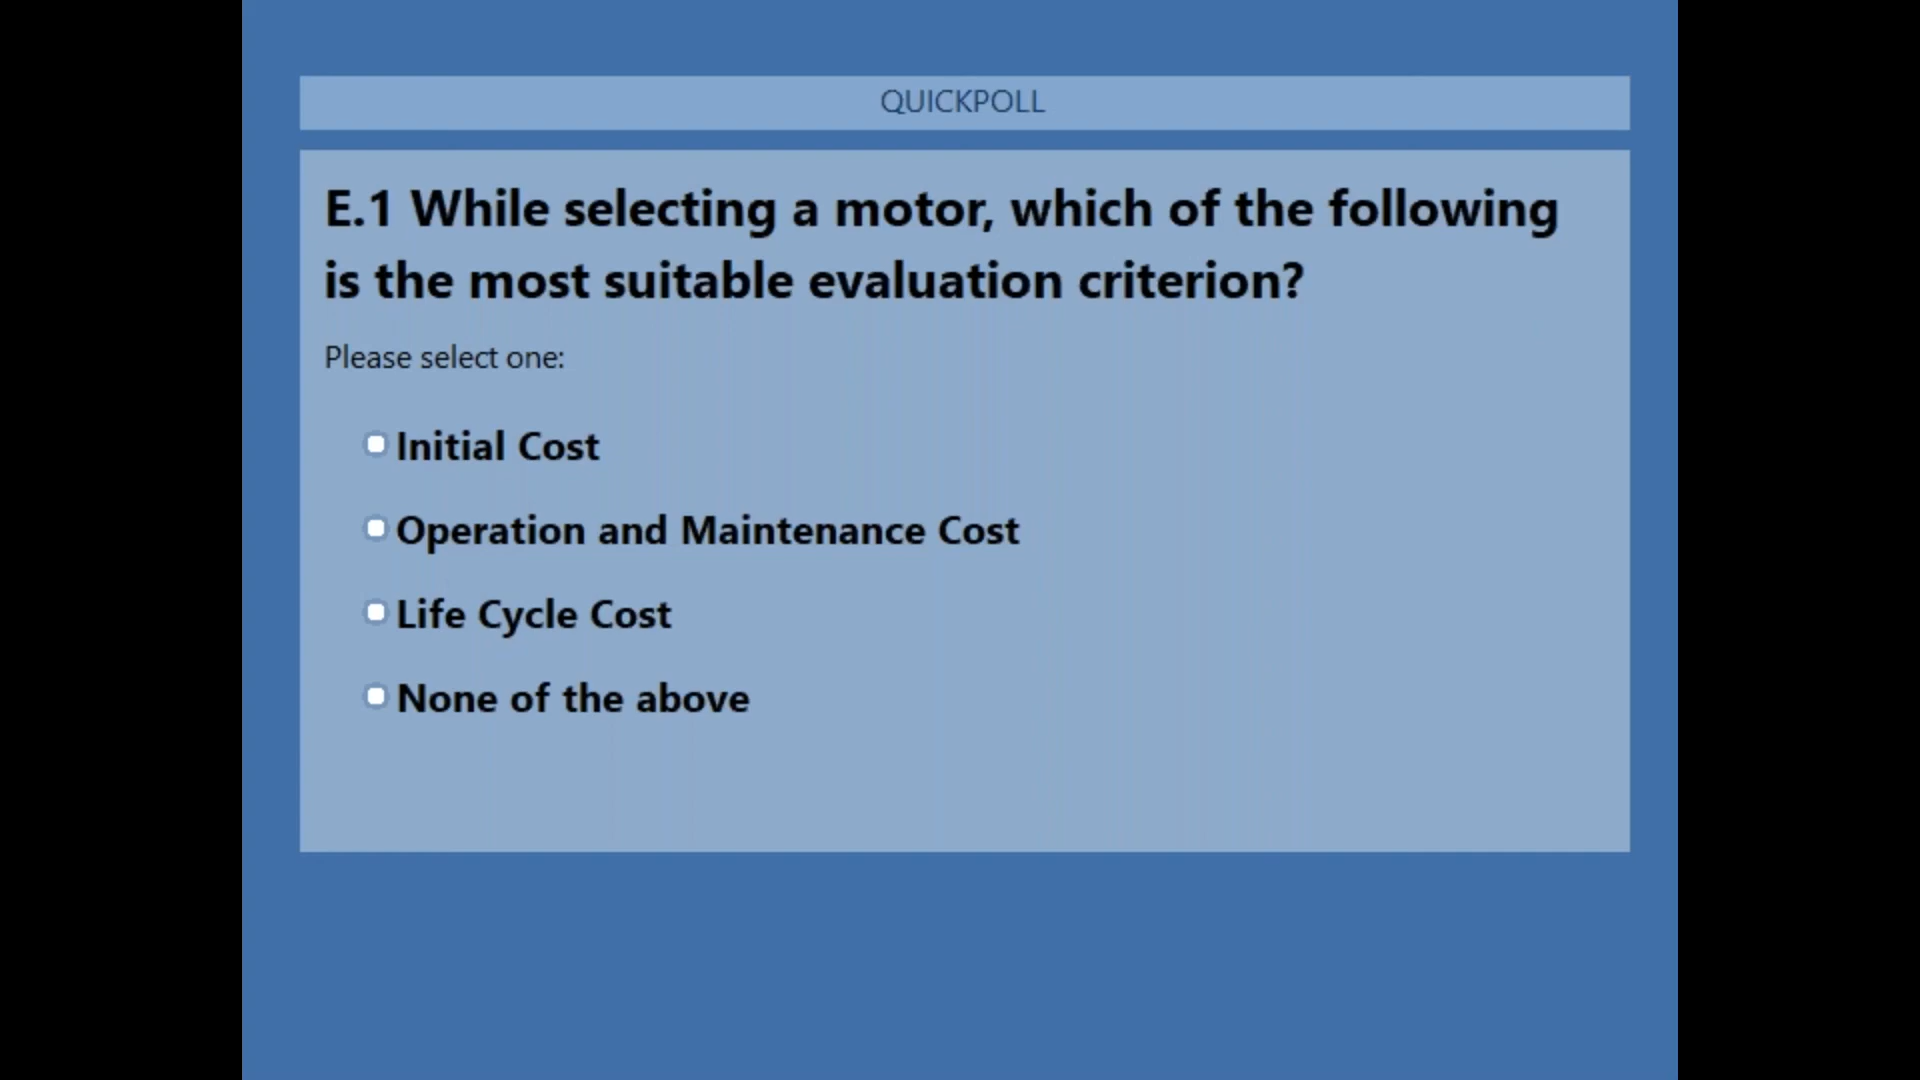 QUICKPOLL
E.1 While selecting a motor, which of the following
is the most suitable evaluation criterion?
Please select one:
Initial Cost
Operation and Maintenance Cost
Life Cycle Cost
None of the above